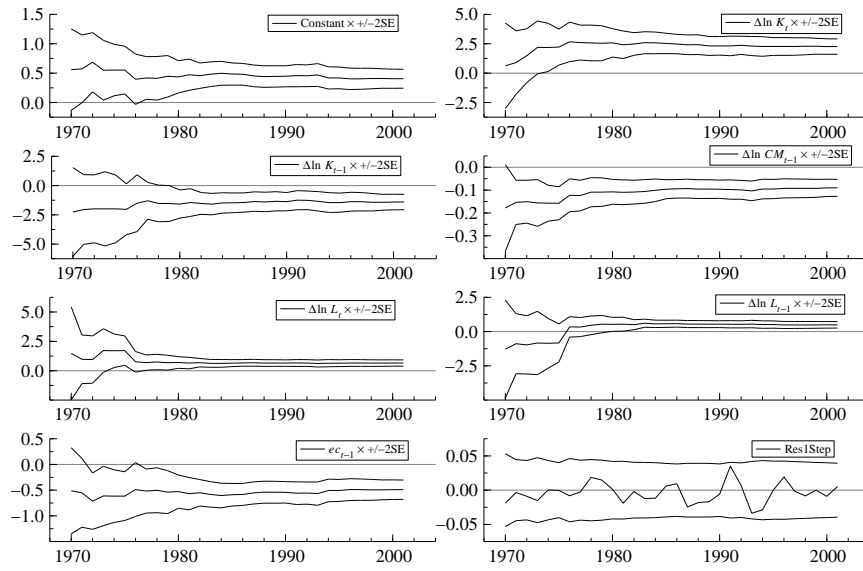 1.5
1.0
0.5
0.0
Constant × +/−2SE
1970 1980 1990 2000
5.0
2.5
0.0
−2.5
Δln K_t × +/−2SE
1970 1980 1990 2000
2.5
0.0
−2.5
−5.0
Δln K_{t−1} × +/−2SE
1970 1980 1990 2000
0.0
−0.1
−0.2
−0.3
Δln CM_{t−1} × +/−2SE
1970 1980 1990 2000
5.0
2.5
0.0
Δln L_t × +/−2SE
1970 1980 1990 2000
2.5
0.0
−2.5
Δln L_{t−1} × +/−2SE
1970 1980 1990 2000
0.5
0.0
−0.5
−1.0
ec_{t−1} × +/−2SE
1970 1980 1990 2000
0.05
0.00
−0.05
Res1Step
1970 1980 1990 2000